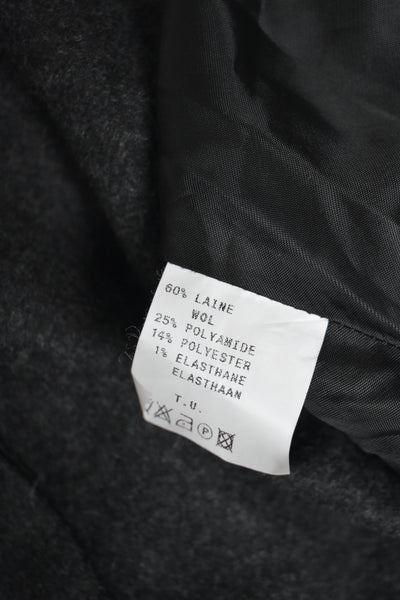 60% LAINE
WOL
25% POLYAMIDE
14% POLYESTER
1% ELASTHANE
ELASTHAAN
T.U.
P